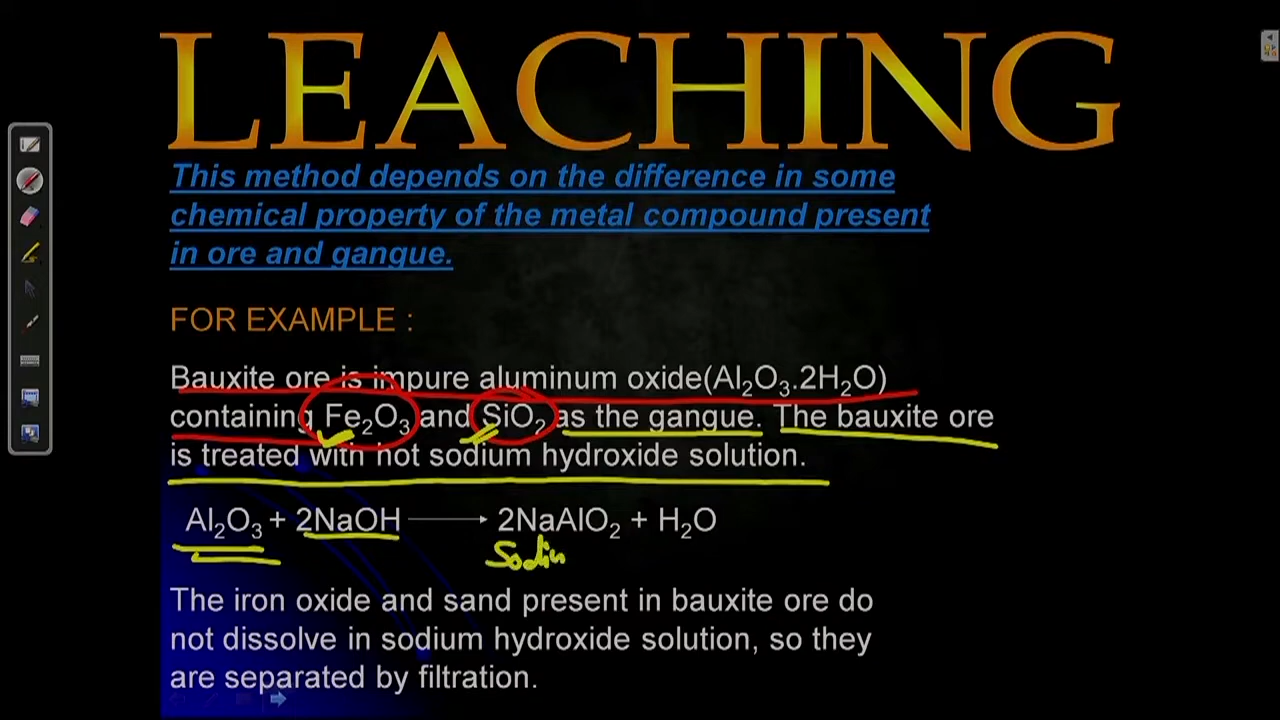 LEACHING
This method depends on the difference in some
chemical property of the metal compound present
in ore and gangue.
FOR EXAMPLE :
Bauxite ore is impure aluminum oxide(Al₂O₃.2H₂O)
containing Fe₂O₃ and SiO₂ as the gangue. The bauxite ore
is treated with hot sodium hydroxide solution.
Al₂O₃ + 2NaOH → 2NaAlO₂ + H₂O
Sodiu
The iron oxide and sand present in bauxite ore do
not dissolve in sodium hydroxide solution, so they
are separated by filtration.